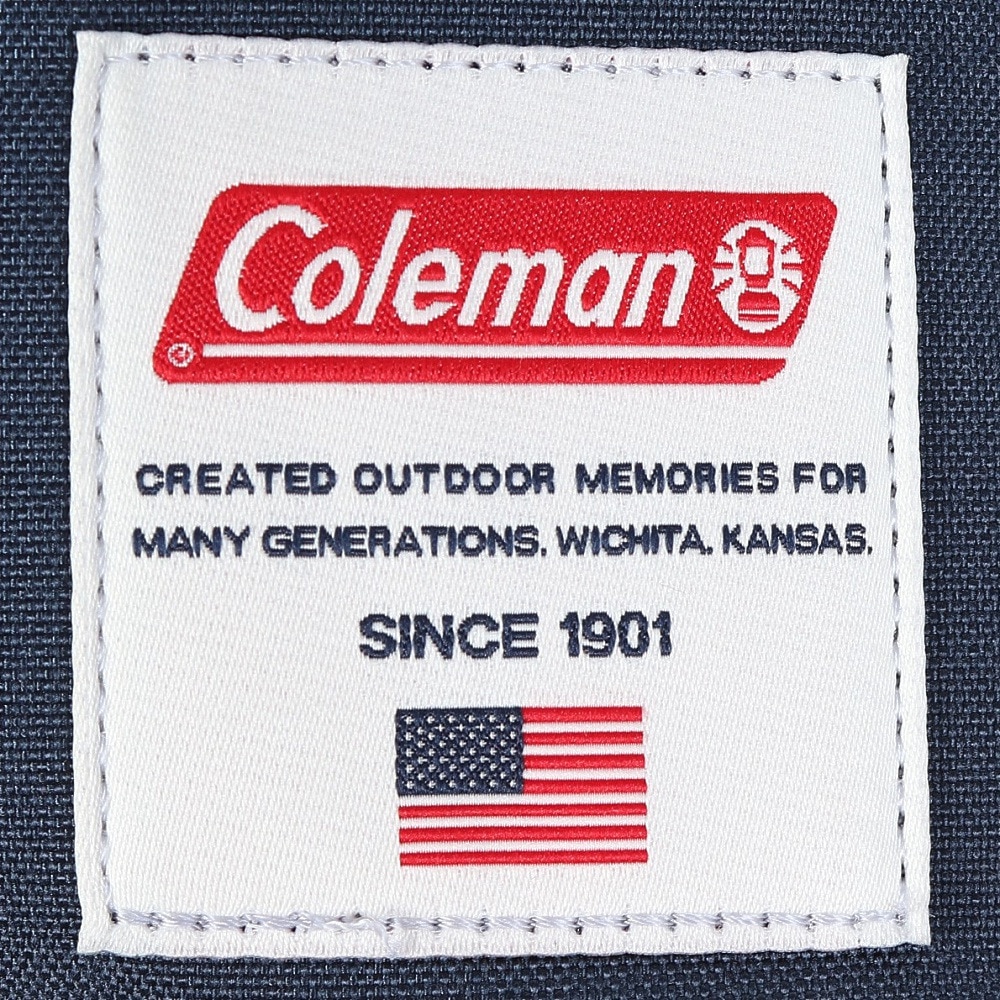 Coleman
®
CREATED OUTDOOR MEMORIES FOR
MANY GENERATIONS. WICHITA. KANSAS.
SINCE 1901